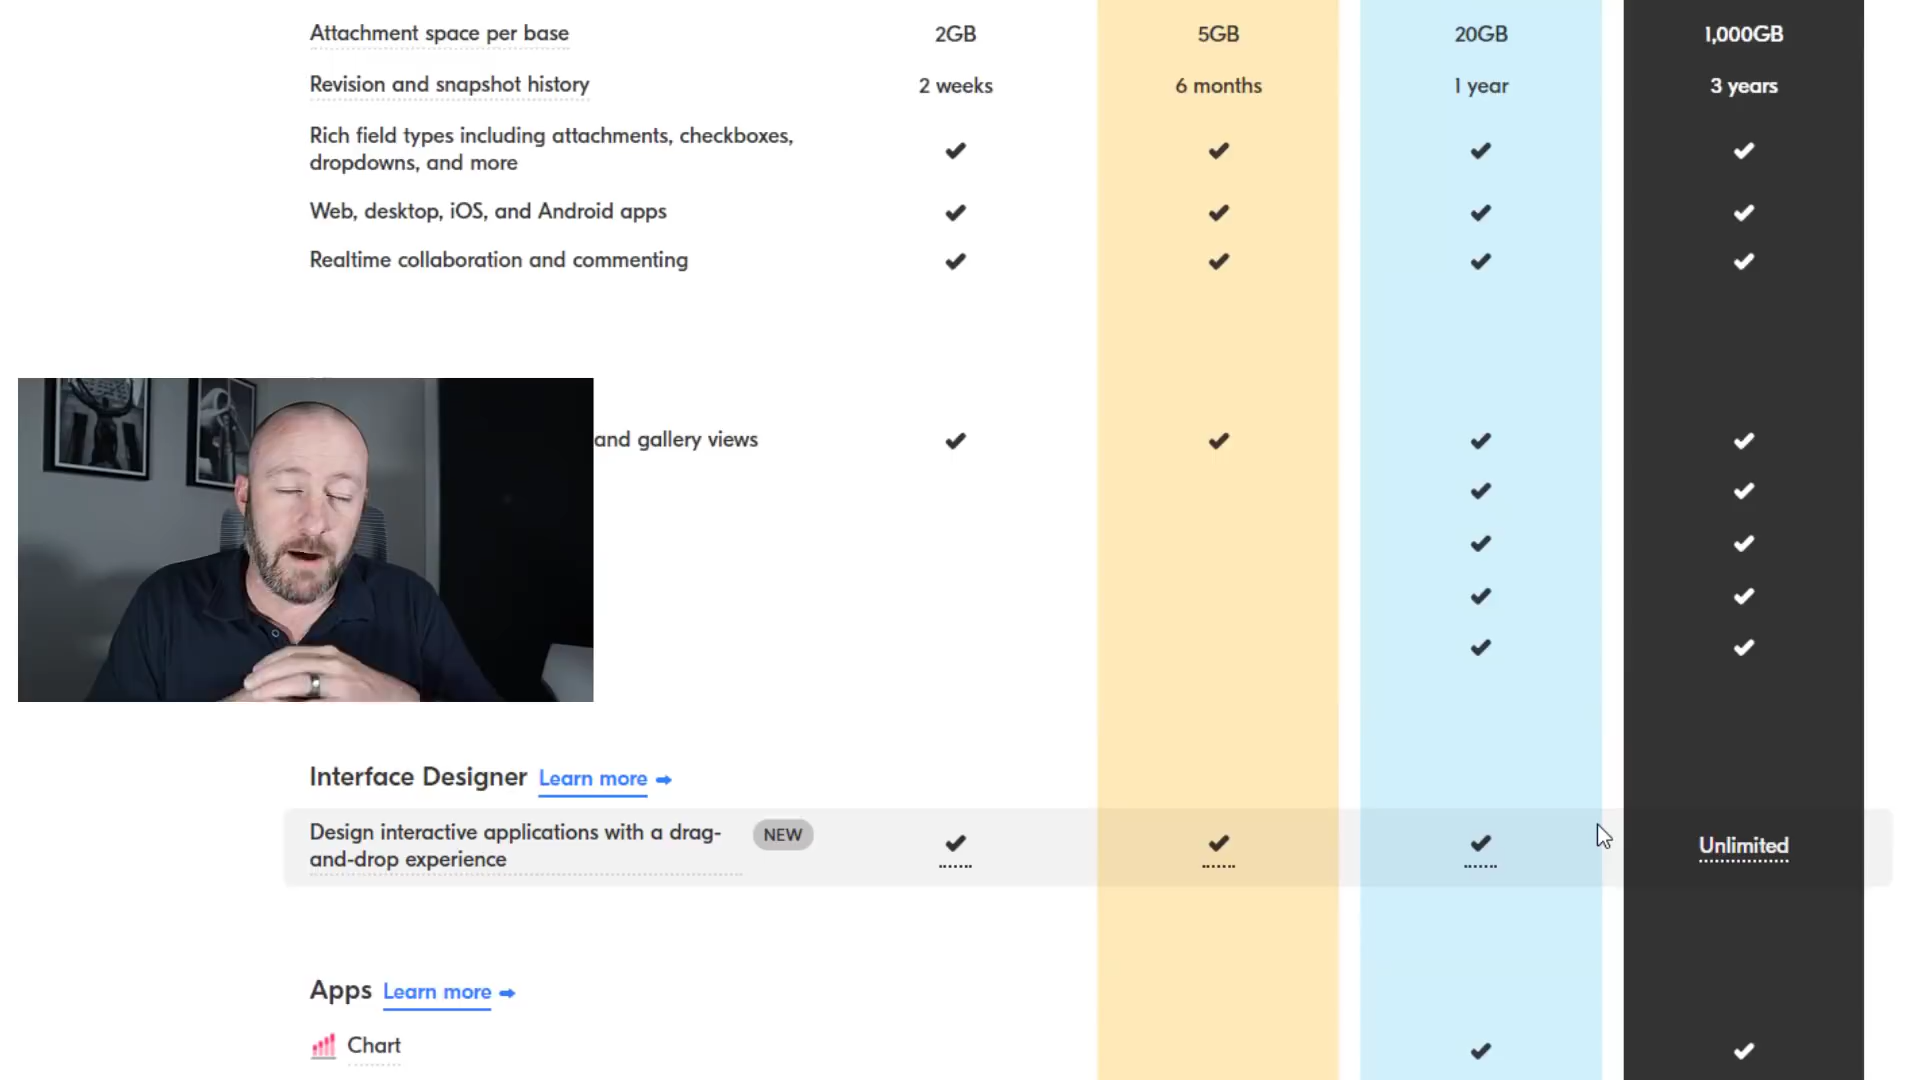 Attachment space per base 2GB 5GB 20GB 1,000GB
Revision and snapshot history 2 weeks 6 months 1 year 3 years
Rich field types including attachments, checkboxes,
dropdowns, and more
Web, desktop, iOS, and Android apps
Realtime collaboration and commenting
and gallery views
Interface Designer Learn more
Design interactive applications with a drag-
and-drop experience
NEW
Unlimited
Apps Learn more
Chart